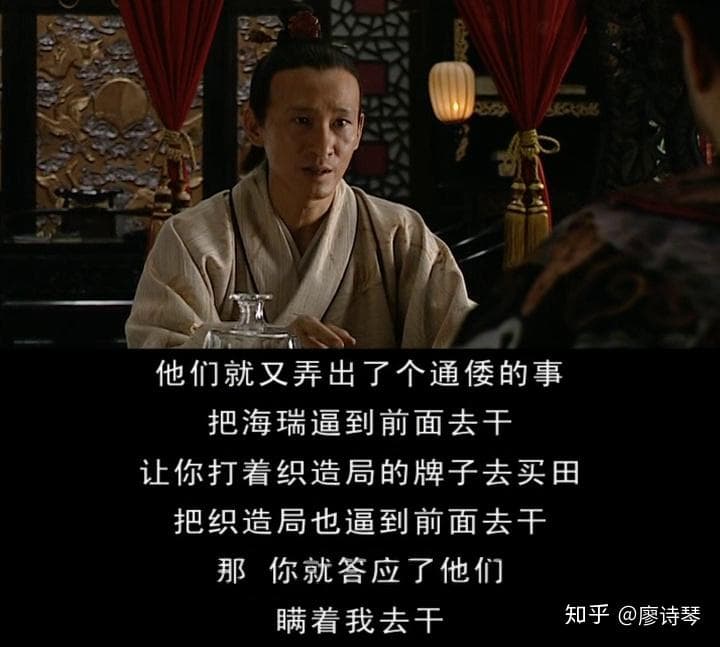 他们就又弄出了个通倭的事
把海瑞逼到前面去干
让你打着织造局的牌子去买田
把织造局也逼到前面去干
那 你就答应了他们
瞒着我去干
知乎 @廖诗琴